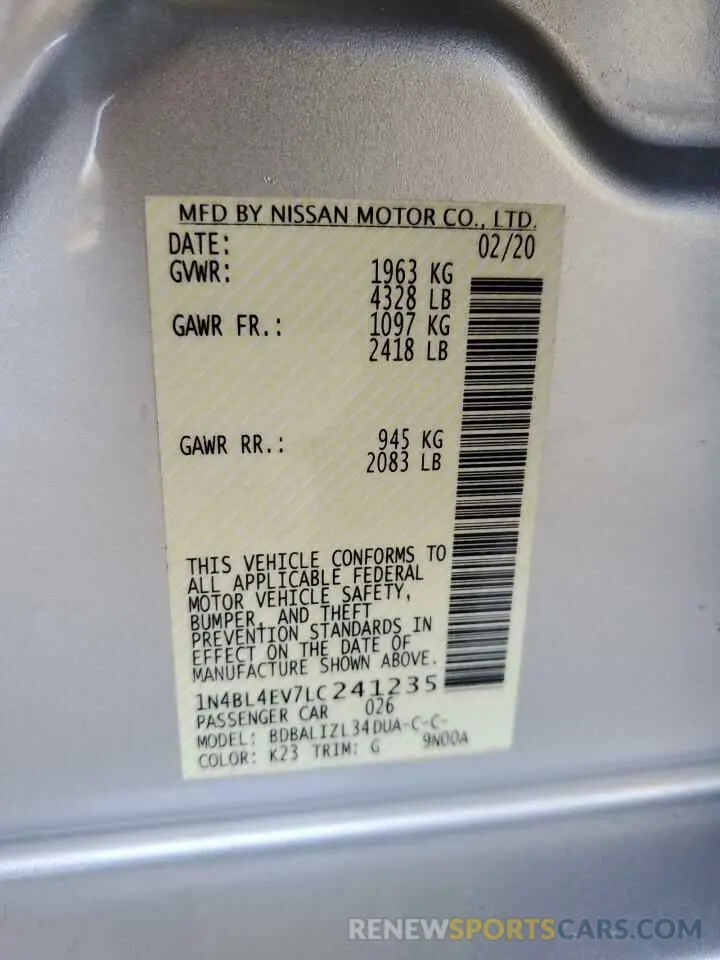 MFD BY NISSAN MOTOR CO., LTD.
DATE: 02/20
GVWR: 1963 KG
4328 LB
GAWR FR.: 1097 KG
2418 LB
GAWR RR.: 945 KG
2083 LB
THIS VEHICLE CONFORMS TO
ALL APPLICABLE FEDERAL
MOTOR VEHICLE SAFETY,
BUMPER, AND THEFT
PREVENTION STANDARDS IN
EFFECT ON THE DATE OF
MANUFACTURE SHOWN ABOVE.
1N4BL4EV7LC241235
PASSENGER CAR 026
MODEL: BDBALIZL34DUA-C-C-
COLOR: K23 TRIM: G 9N00A
RENEWSPORTSCARS.COM